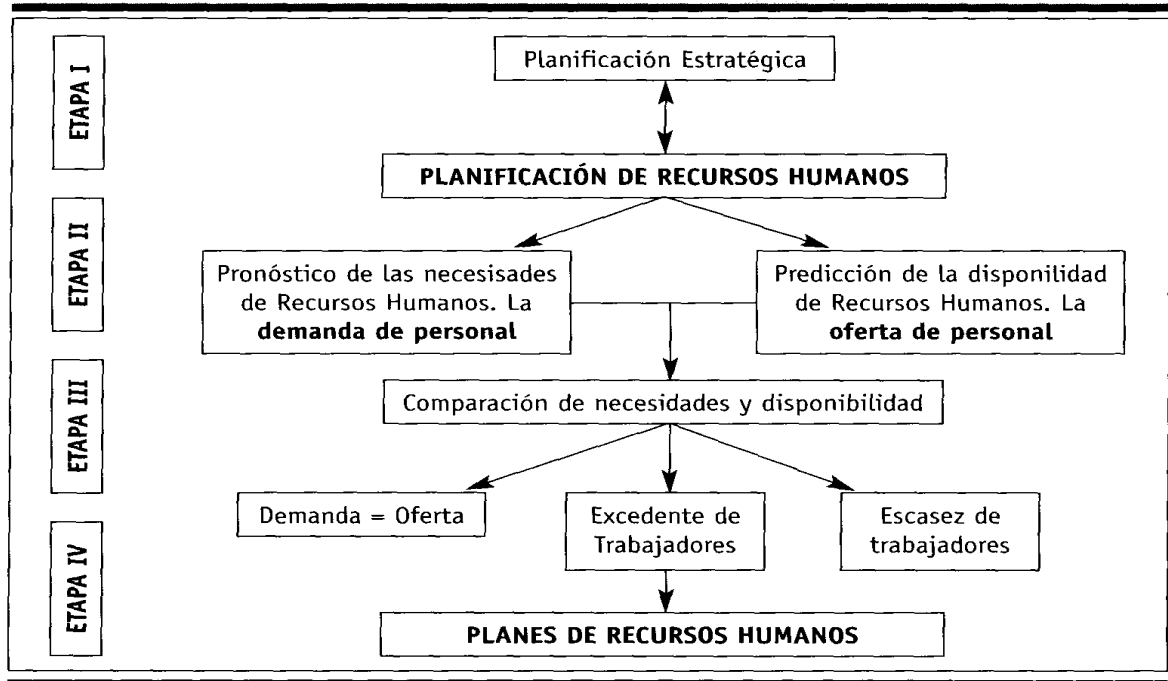 ETAPA I
Planificación Estratégica
PLANIFICACIÓN DE RECURSOS HUMANOS
ETAPA II
Pronóstico de las necesisades
de Recursos Humanos. La
demanda de personal
Predicción de la disponilidad
de Recursos Humanos. La
oferta de personal
ETAPA III
Comparación de necesidades y disponibilidad
Demanda = Oferta
Excedente de
Trabajadores
Escasez de
trabajadores
ETAPA IV
PLANES DE RECURSOS HUMANOS